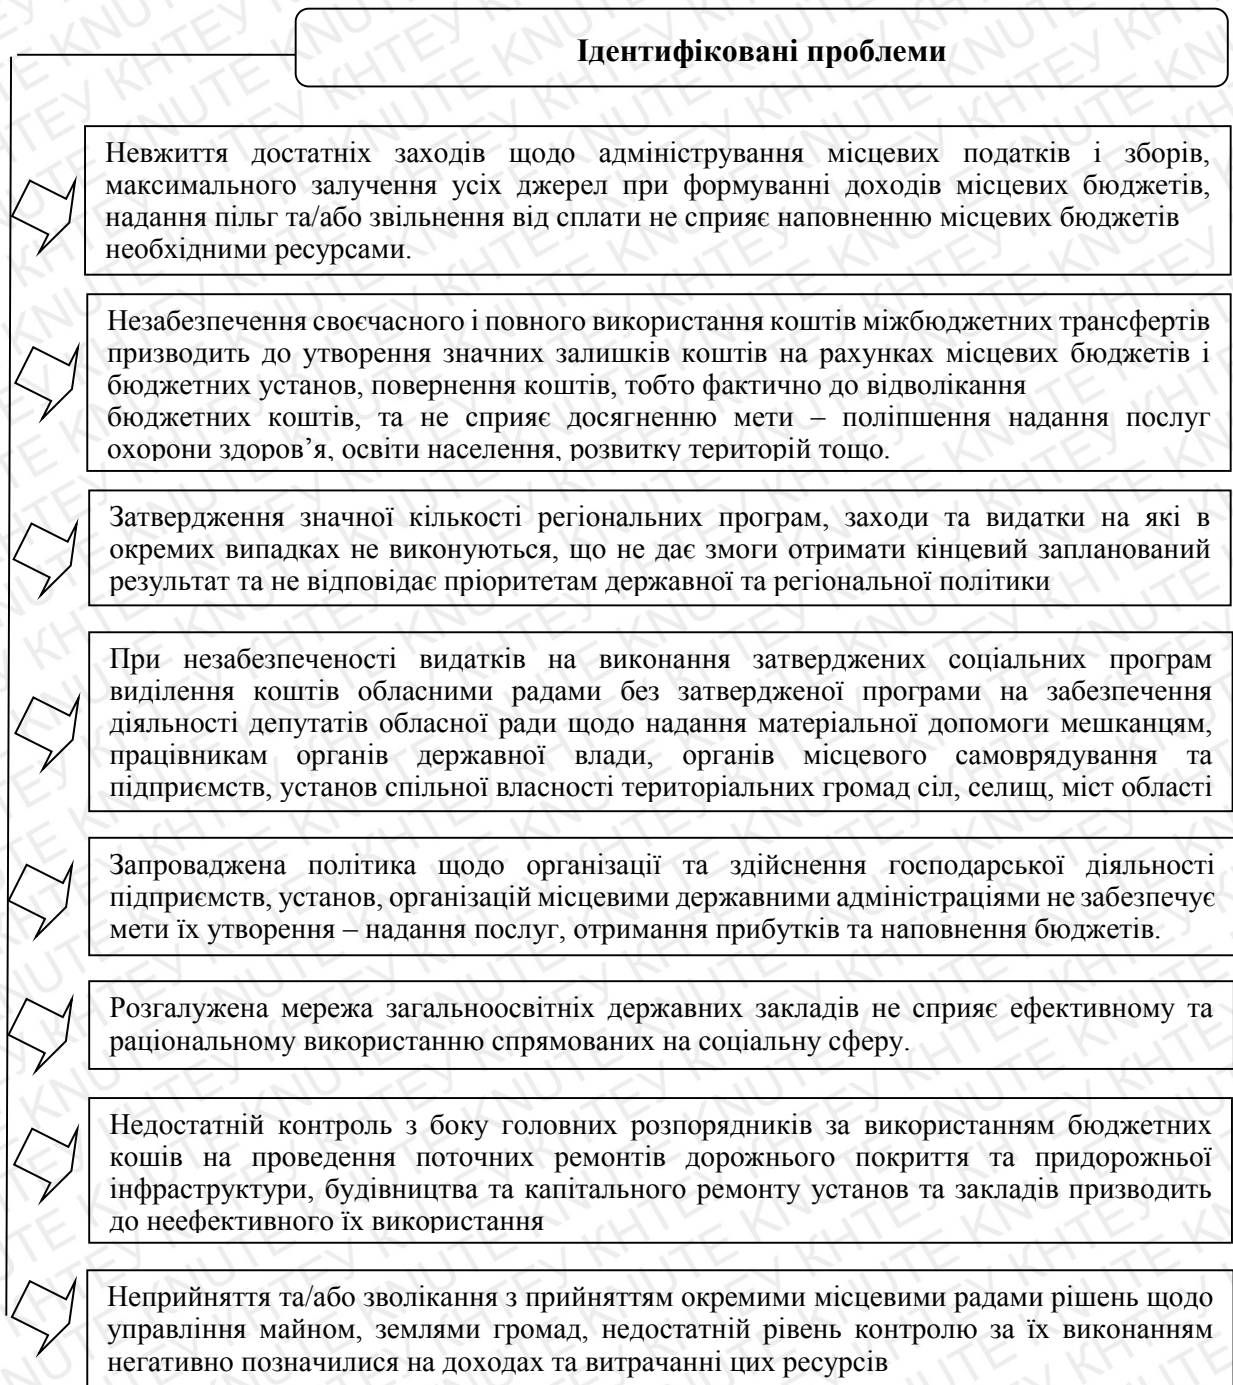 Ідентифіковані проблеми
Невжиття достатніх заходів щодо адміністрування місцевих податків і зборів,
максимального залучення усіх джерел при формуванні доходів місцевих бюджетів,
надання пільг та/або звільнення від сплати не сприяє наповненню місцевих бюджетів
необхідними ресурсами.
Незабезпечення своєчасного і повного використання коштів міжбюджетних трансфертів
призводить до утворення значних залишків коштів на рахунках місцевих бюджетів і
бюджетних установ, повернення коштів, тобто фактично до відволікання
бюджетних коштів, та не сприяє досягненню мети – поліпшення надання послуг
охорони здоров’я, освіти населення, розвитку територій тощо.
Затвердження значної кількості регіональних програм, заходи та видатки на які в
окремих випадках не виконуються, що не дає змоги отримати кінцевий запланований
результат та не відповідає пріоритетам державної та регіональної політики
При незабезпеченості видатків на виконання затверджених соціальних програм
виділення коштів обласними радами без затвердженої програми на забезпечення
діяльності депутатів обласної ради щодо надання матеріальної допомоги мешканцям,
працівникам органів державної влади, органів місцевого самоврядування та
підприємств, установ спільної власності територіальних громад сіл, селищ, міст області
Запроваджена політика щодо організації та здійснення господарської діяльності
підприємств, установ, організацій місцевими державними адміністраціями не забезпечує
мети їх утворення – надання послуг, отримання прибутків та наповнення бюджетів.
Розгалужена мережа загальноосвітніх державних закладів не сприяє ефективному та
раціональному використанню спрямованих на соціальну сферу.
Недостатній контроль з боку головних розпорядників за використанням бюджетних
кошів на проведення поточних ремонтів дорожнього покриття та придорожньої
інфраструктури, будівництва та капітального ремонту установ та закладів призводить
до неефективного їх використання
Неприйняття та/або зволікання з прийняттям окремими місцевими радами рішень щодо
управління майном, землями громад, недостатній рівень контролю за їх виконанням
негативно позначилися на доходах та витрачанні цих ресурсів